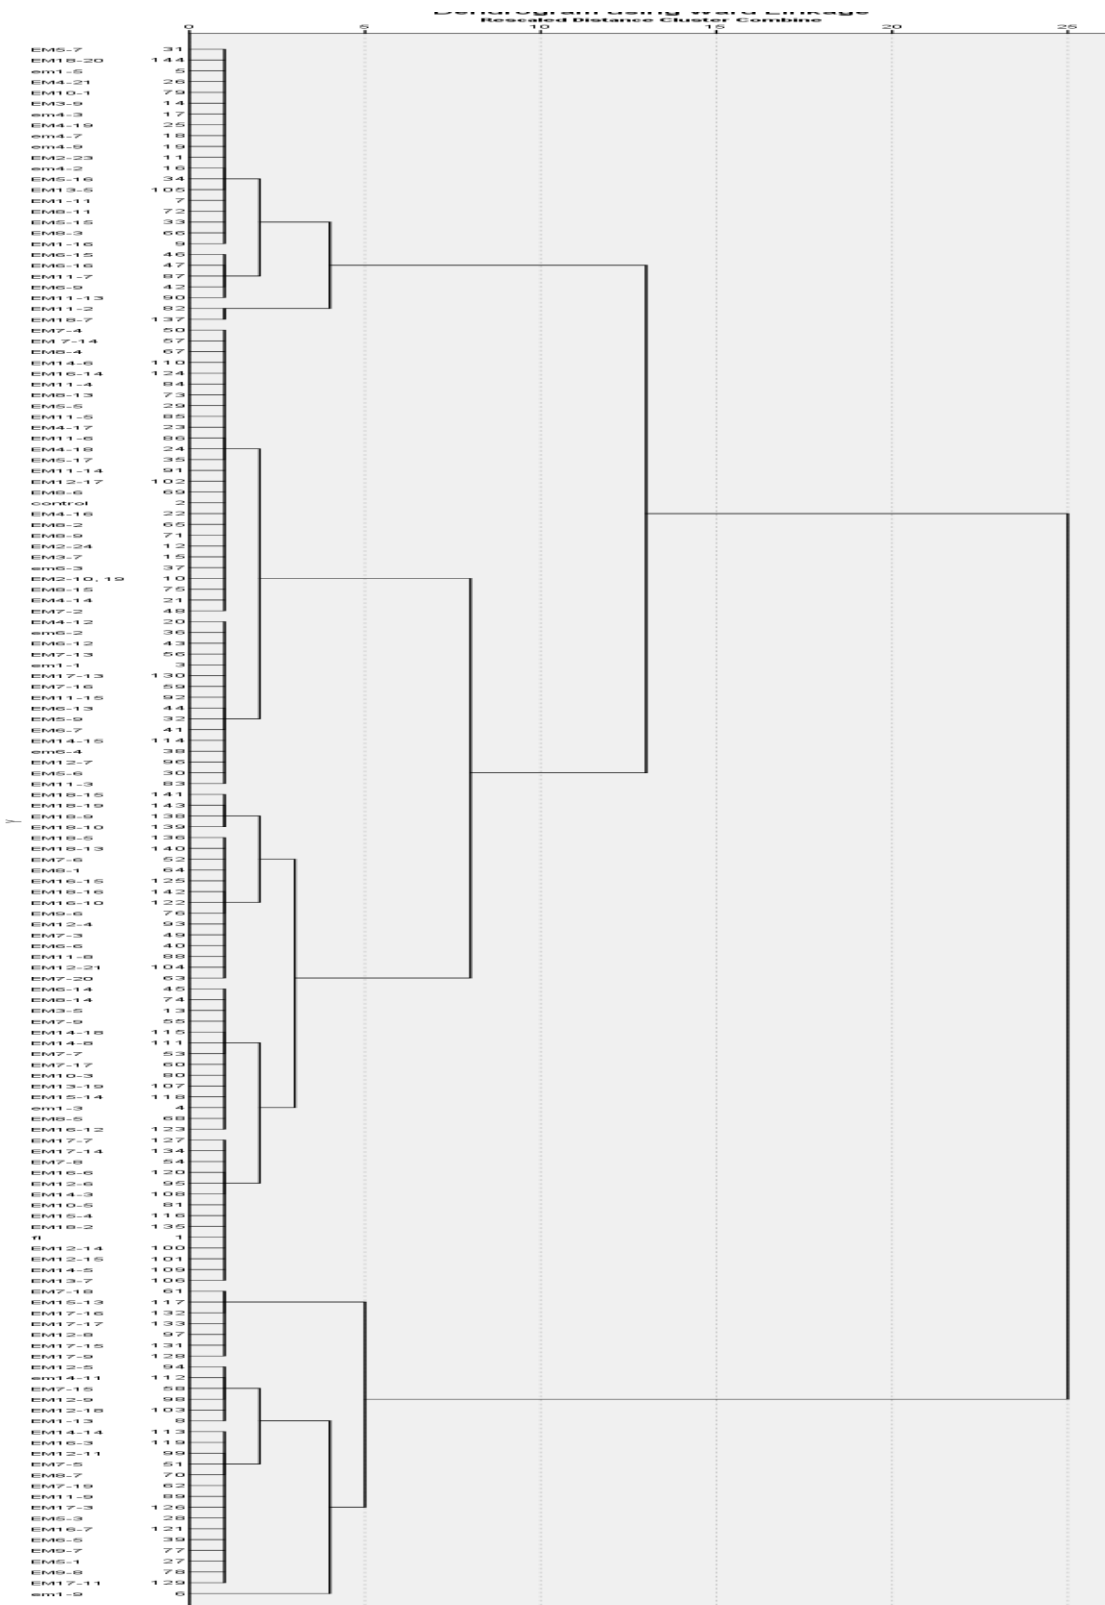 Dendrogram using Ward Linkage
Rescaled Distance Cluster Combine
0 5 10 15 20 25
EM5-7 31
EM18-20 144
em1-5 5
EM4-21 26
EM10-1 79
EM3-9 14
em4-3 17
EM4-19 25
em4-7 18
em4-9 19
EM2-23 11
em4-2 16
EM5-16 34
EM13-5 105
EM1-11 7
EM8-11 72
EM5-15 33
EM8-3 66
EM1-16 9
EM6-15 46
EM6-16 47
EM11-7 87
EM6-9 42
EM11-13 90
EM11-2 82
EM18-7 137
EM7-4 50
EM 7-14 57
EM8-4 67
EM14-6 110
EM16-14 124
EM11-4 84
EM8-13 73
EM5-5 29
EM11-5 85
EM4-17 23
EM11-6 86
EM4-18 24
EM5-17 35
EM11-14 91
EM12-17 102
EM8-6 69
control 2
EM4-16 22
EM8-2 65
EM8-9 71
EM2-24 12
EM3-7 15
em6-3 37
EM2-10, 19 10
EM8-15 75
EM4-14 21
EM7-2 48
EM4-12 20
em6-2 36
EM6-12 43
EM7-13 56
em1-1 3
EM17-13 130
EM7-16 59
EM11-15 92
EM6-13 44
EM5-9 32
EM6-7 41
EM14-15 114
em6-4 38
EM12-7 96
EM5-6 30
EM11-3 83
EM18-15 141
EM18-19 143
EM18-9 138
EM18-10 139
EM18-5 136
EM18-13 140
EM7-6 52
EM8-1 64
EM16-15 125
EM18-16 142
EM16-10 122
EM9-6 76
EM12-4 93
EM7-3 49
EM6-6 40
EM11-8 88
EM12-21 104
EM7-20 63
EM6-14 45
EM8-14 74
EM3-5 13
EM7-9 55
EM14-18 115
EM14-8 111
EM7-7 53
EM7-17 60
EM10-3 80
EM13-19 107
EM15-14 118
em1-3 4
EM8-5 68
EM16-12 123
EM17-7 127
EM17-14 134
EM7-8 54
EM16-6 120
EM12-6 95
EM14-3 108
EM10-5 81
EM15-4 116
EM18-2 135
fl 1
EM12-14 100
EM12-15 101
EM14-5 109
EM13-7 106
EM7-18 61
EM15-13 117
EM17-16 132
EM17-17 133
EM12-8 97
EM17-15 131
EM17-9 128
EM12-5 94
em14-11 112
EM7-15 58
EM12-9 98
EM12-18 103
EM1-13 8
EM14-14 113
EM16-3 119
EM12-11 99
EM7-5 51
EM8-7 70
EM7-19 62
EM11-9 89
EM17-3 126
EM5-3 28
EM16-7 121
EM6-5 39
EM9-7 77
EM5-1 27
EM9-8 78
EM17-11 129
em1-9 6
Y